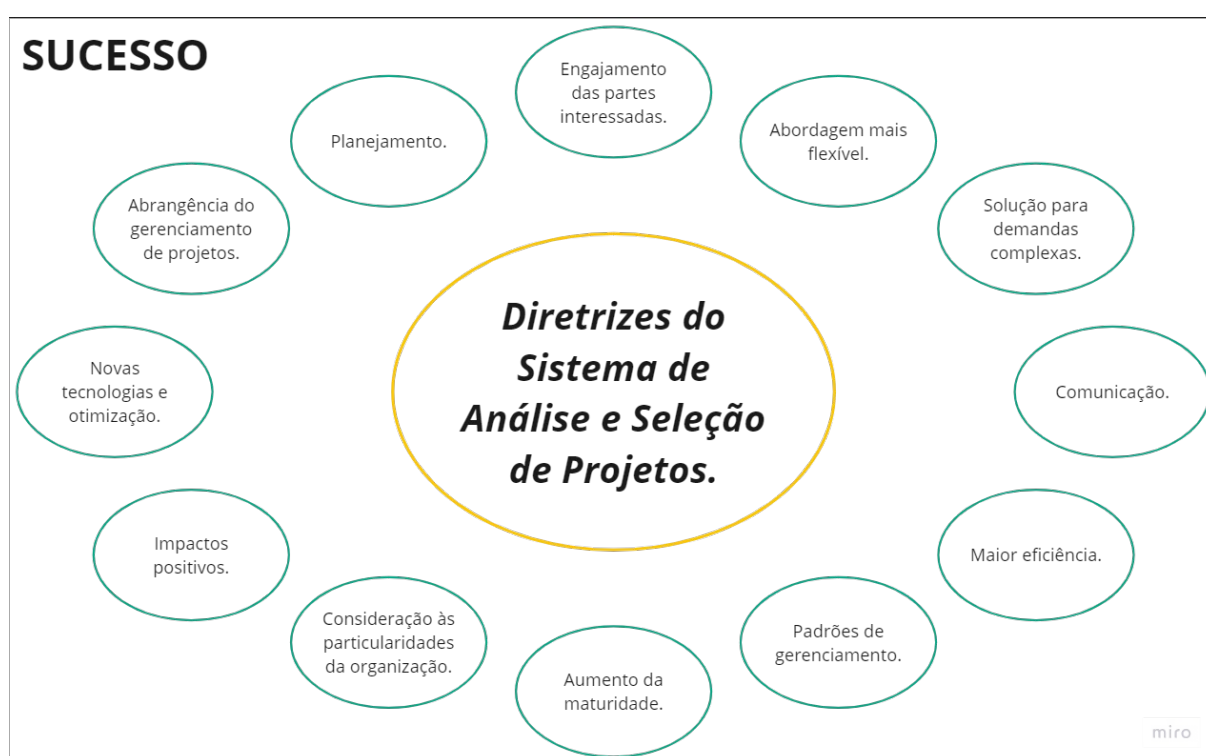 SUCESSO
Engajamento
das partes
interessadas.
Planejamento.
Abordagem mais
flexível.
Abrangência do
gerenciamento
de projetos.
Solução para
demandas
complexas.
Diretrizes do
Sistema de
Análise e Seleção
de Projetos.
Novas
tecnologias e
otimização.
Comunicação.
Impactos
positivos.
Maior eficiência.
Consideração às
particularidades
da organização.
Padrões de
gerenciamento.
Aumento da
maturidade.
miro